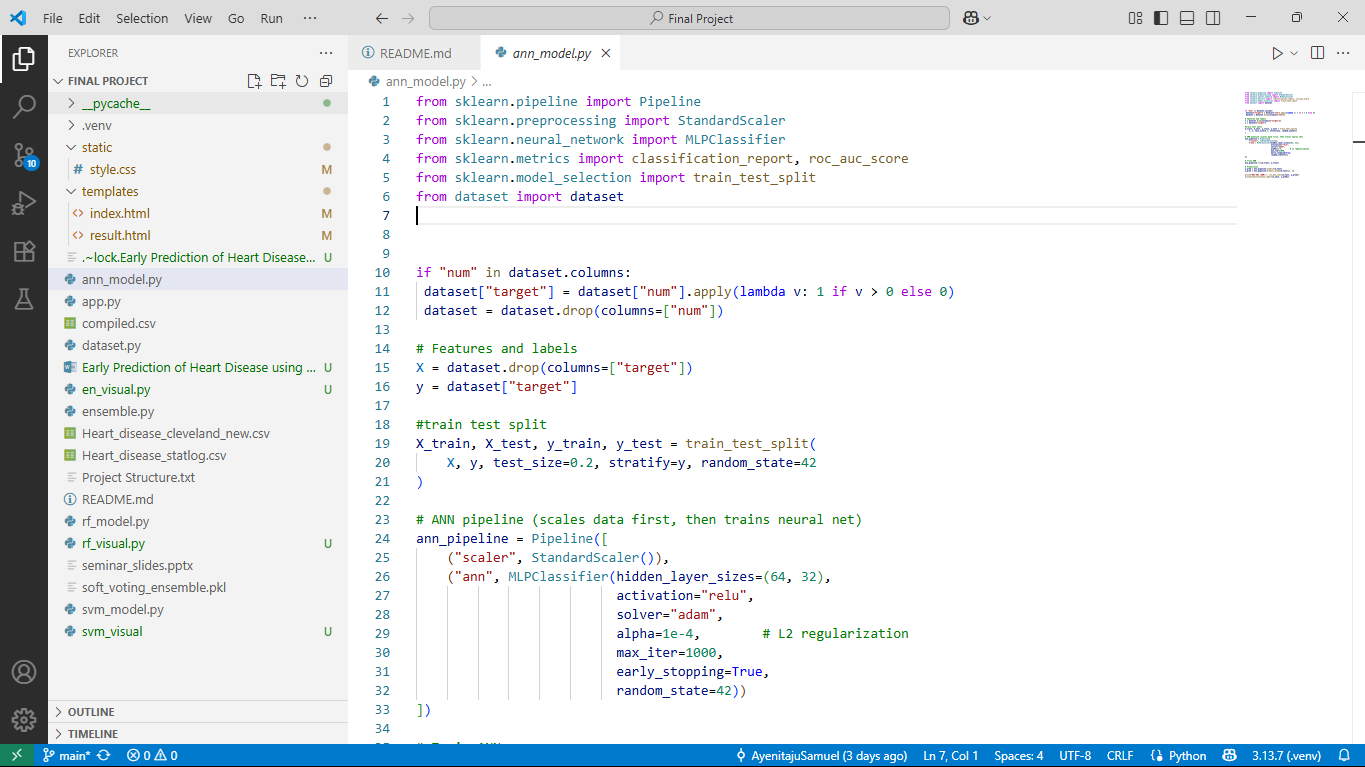 File Edit Selection View Go Run ···
Final Project
EXPLORER
FINAL PROJECT
__pycache__
.venv
static
style.css M
templates
index.html M
result.html M
.~lock.Early Prediction of Heart Disease... U
ann_model.py
app.py
compiled.csv
dataset.py
Early Prediction of Heart Disease using ... U
en_visual.py U
ensemble.py
Heart_disease_cleveland_new.csv
Heart_disease_statlog.csv
Project Structure.txt
README.md
rf_model.py
rf_visual.py U
seminar_slides.pptx
soft_voting_ensemble.pkl
svm_model.py
svm_visual U
OUTLINE
TIMELINE
10
README.md
ann_model.py
ann_model.py > ...
1 from sklearn.pipeline import Pipeline
2 from sklearn.preprocessing import StandardScaler
3 from sklearn.neural_network import MLPClassifier
4 from sklearn.metrics import classification_report, roc_auc_score
5 from sklearn.model_selection import train_test_split
6 from dataset import dataset
7
8
9
10 if "num" in dataset.columns:
11 dataset["target"] = dataset["num"].apply(lambda v: 1 if v > 0 else 0)
12 dataset = dataset.drop(columns=["num"])
13
14 # Features and labels
15 X = dataset.drop(columns=["target"])
16 y = dataset["target"]
17
18 #train test split
19 X_train, X_test, y_train, y_test = train_test_split(
20 X, y, test_size=0.2, stratify=y, random_state=42
21 )
22
23 # ANN pipeline (scales data first, then trains neural net)
24 ann_pipeline = Pipeline([
25 ("scaler", StandardScaler()),
26 ("ann", MLPClassifier(hidden_layer_sizes=(64, 32),
27 activation="relu",
28 solver="adam",
29 alpha=1e-4, # L2 regularization
30 max_iter=1000,
31 early_stopping=True,
32 random_state=42))
33 ])
34
main* 0 0 AyenitajuSamuel (3 days ago) Ln 7, Col 1 Spaces: 4 UTF-8 CRLF Python 3.13.7 (.venv)